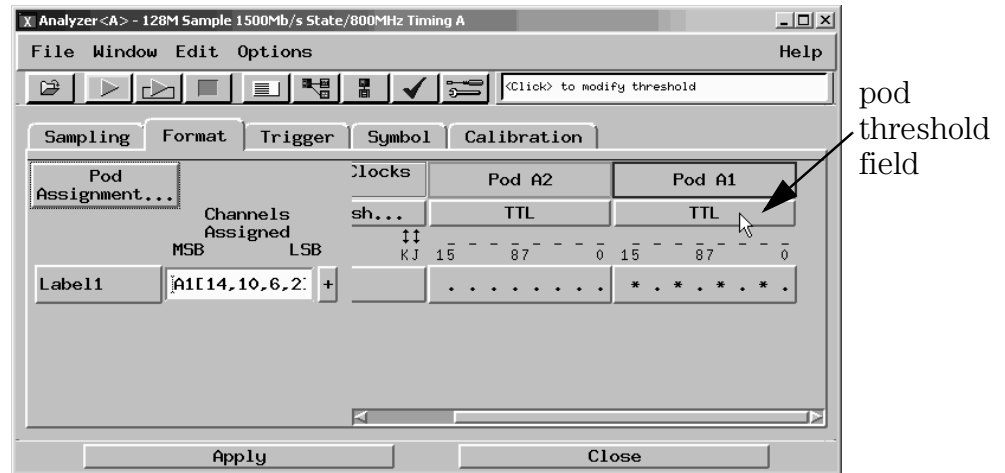 X Analyzer<A> - 128M Sample 1500Mb/s State/800MHz Timing A
File Window Edit Options Help
<Click> to modify threshold
Sampling Format Trigger Symbol Calibration
Pod
Assignment...
Clocks
Pod A2
Pod A1
Channels
Assigned
MSB LSB
sh...
TTL
TTL
KJ 15 87 0 15 87 0
Label1
A1[14,10,6,2]
+
. . . . . . . .
* . * . * . * .
Apply
Close
pod
threshold
field